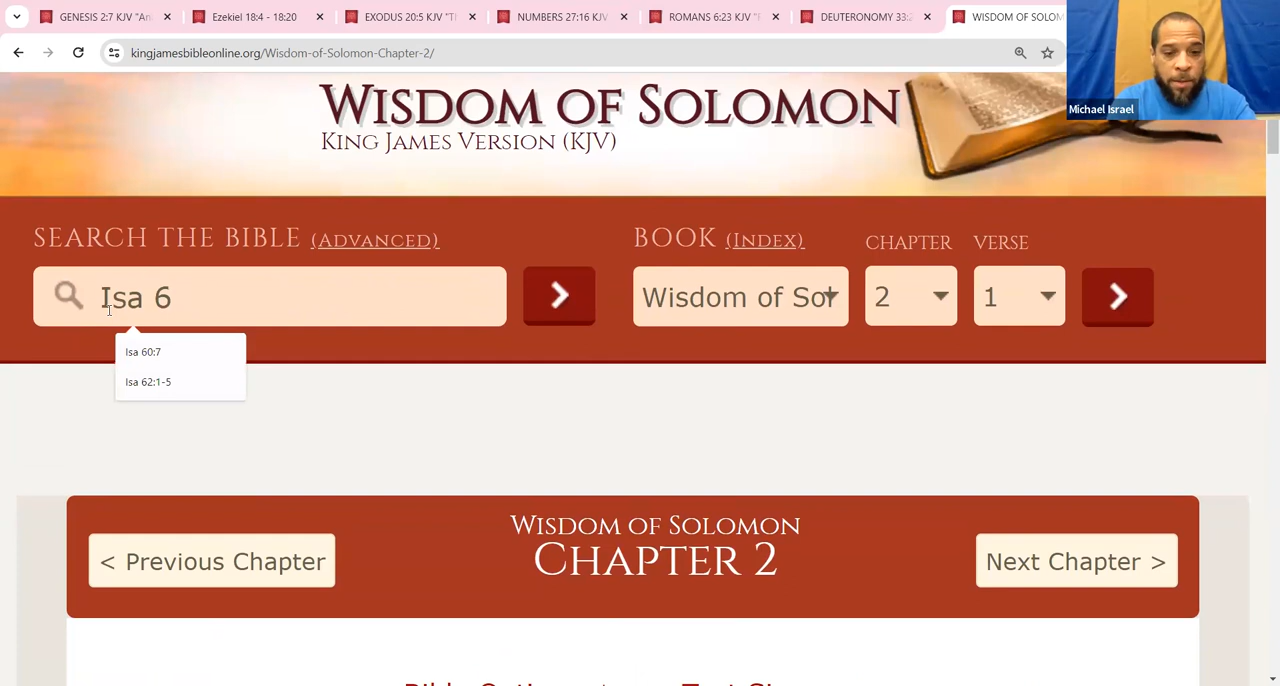 GENESIS 2:7 KJV "An
Ezekiel 18:4 - 18:20
EXODUS 20:5 KJV "Th
NUMBERS 27:16 KJV
ROMANS 6:23 KJV "F
DEUTERONOMY 33:2
WISDOM OF SOLOM
kingjamesbibleonline.org/Wisdom-of-Solomon-Chapter-2/
Michael Israel
Wisdom of Solomon
King James Version (KJV)
Search the Bible (Advanced)
Book (Index)
Chapter
Verse
Isa 6
Wisdom of Sol
2
1
Isa 60:7
Isa 62:1-5
Wisdom of Solomon
Chapter 2
< Previous Chapter
Next Chapter >